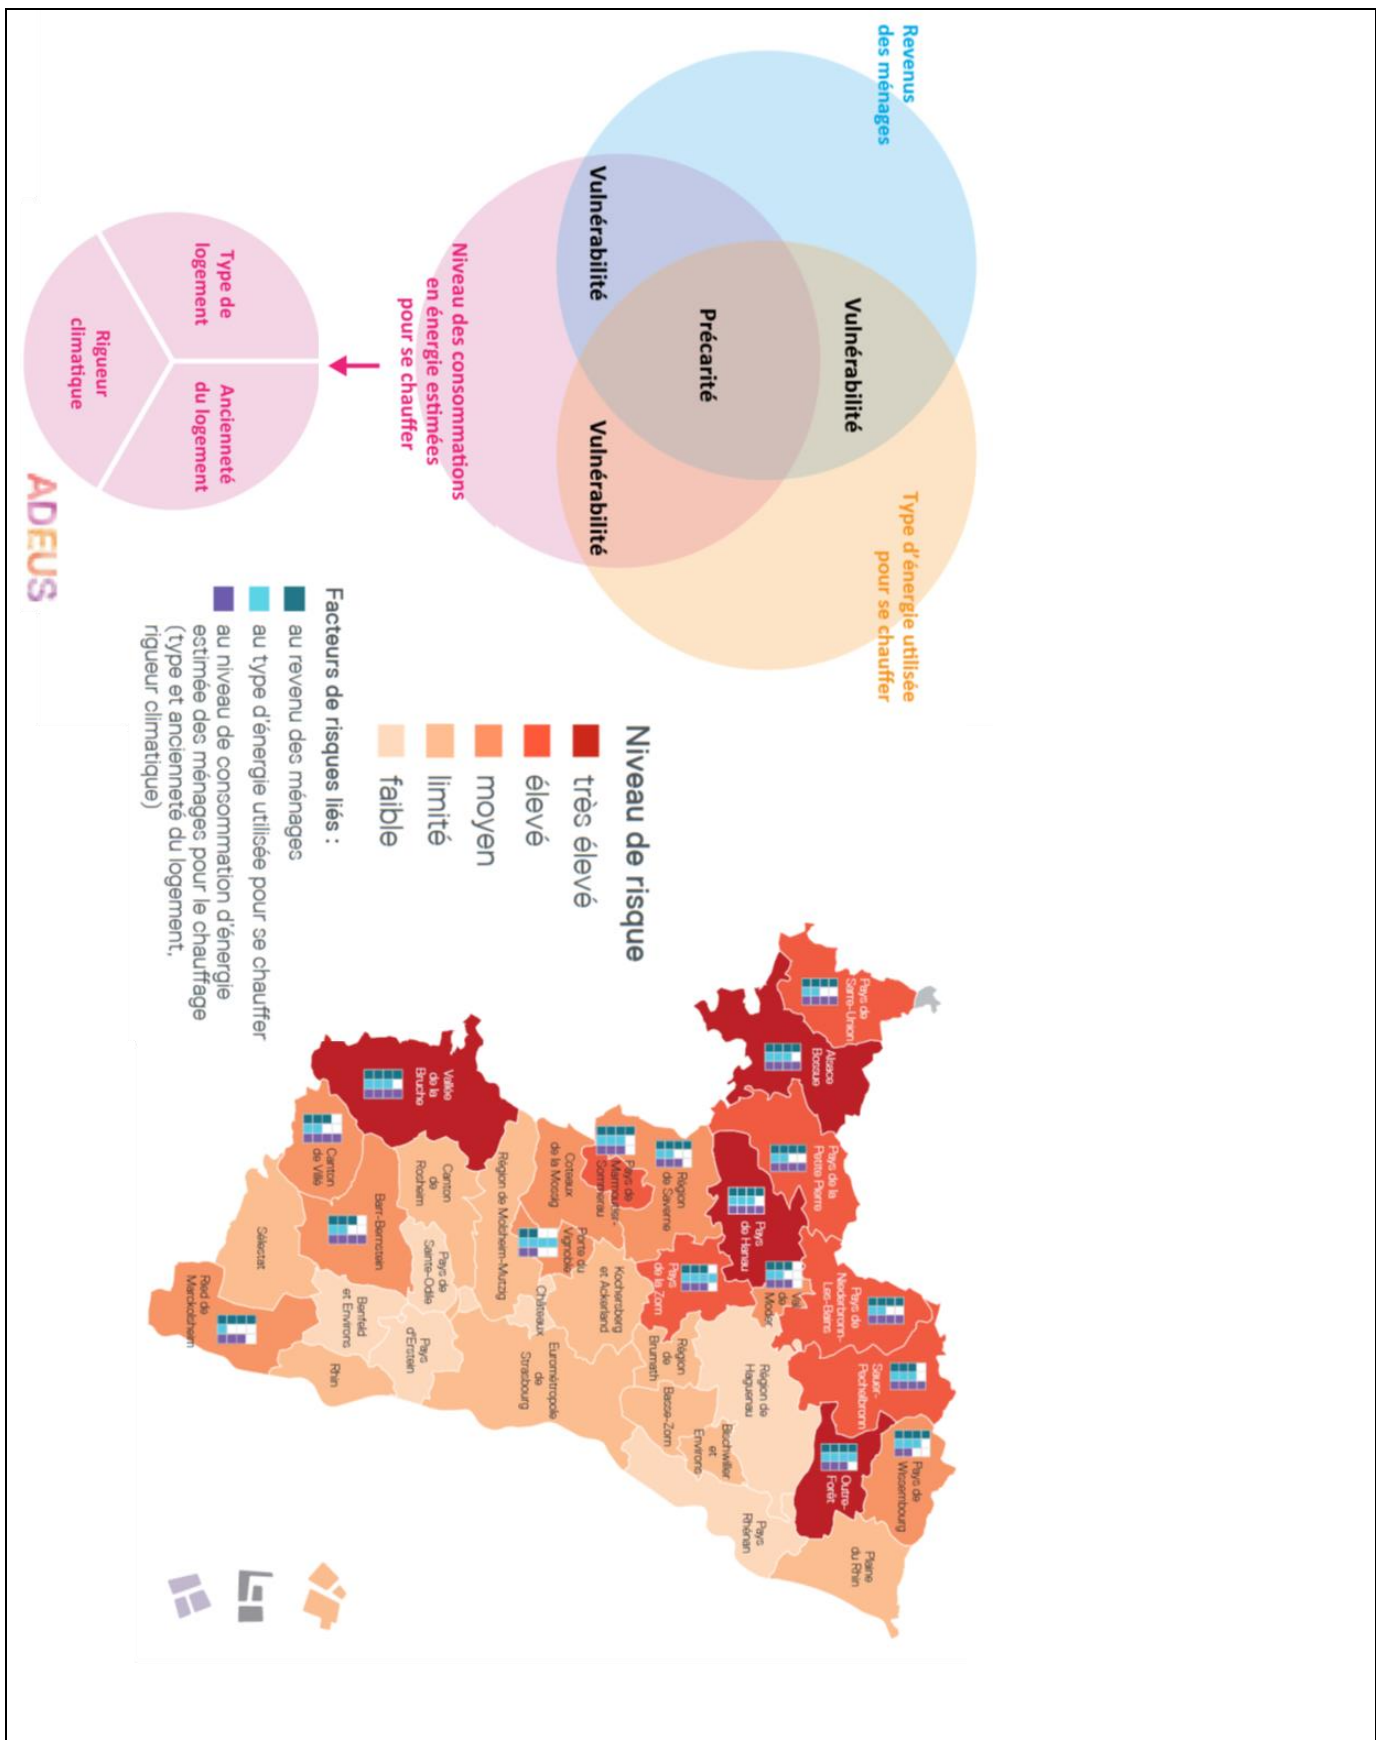 Revenus
des ménages
Type d'énergie utilisée
pour se chauffer
Vulnérabilité
Précarité
Vulnérabilité
Vulnérabilité
Niveau des consommations
en énergie estimées
pour se chauffer
Type de
logement
Ancienneté
du logement
Rigueur
climatique
ADEUS
Niveau de risque
très élevé
élevé
moyen
limité
faible
Facteurs de risques liés :
au revenu des ménages
au type d'énergie utilisée pour se chauffer
au niveau de consommation d'énergie
estimée des ménages pour le chauffage
(type et ancienneté du logement,
rigueur climatique)
Pays de
Sarre-Union
Alsace
Bossue
Pays de la
Petite Pierre
Pays de
Niederbronn-
Les-Bains
Sauer-
Pechelbronn
Pays de
Wissembourg
Outre-
Forêt
Plaine
du Rhin
Pays
de Hanau
Val
de
Moder
Région de
Haguenau
Pays
Rhénan
Région
de Saverne
Pays
de la Zorn
Région
de
Brumath
Basse-Zorn
Bischwiller
et
Environs
Pays de
Marmoutier-
Sommerau
Coteaux
de la Mossig
Porte du
Vignoble
Kochersberg
et Ackerland
Région de Molsheim-Mutzig
Châteaux
Eurométropole
de
Strasbourg
Vallée
de la
Bruche
Canton
de
Rosheim
Pays de
Sainte-Odile
Pays
d'Erstein
Canton
de Villé
Barr-Bernstein
Benfeld
et Environs
Rhin
Sélestat
Ried de
Marckolsheim